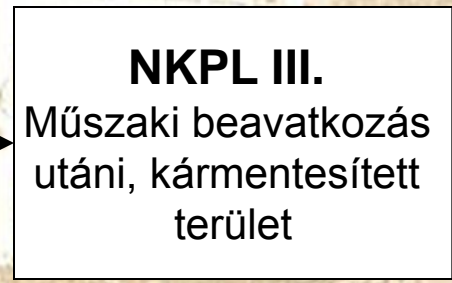 NKPL III.
Műszaki beavatkozás
utáni, kármentesített
terület